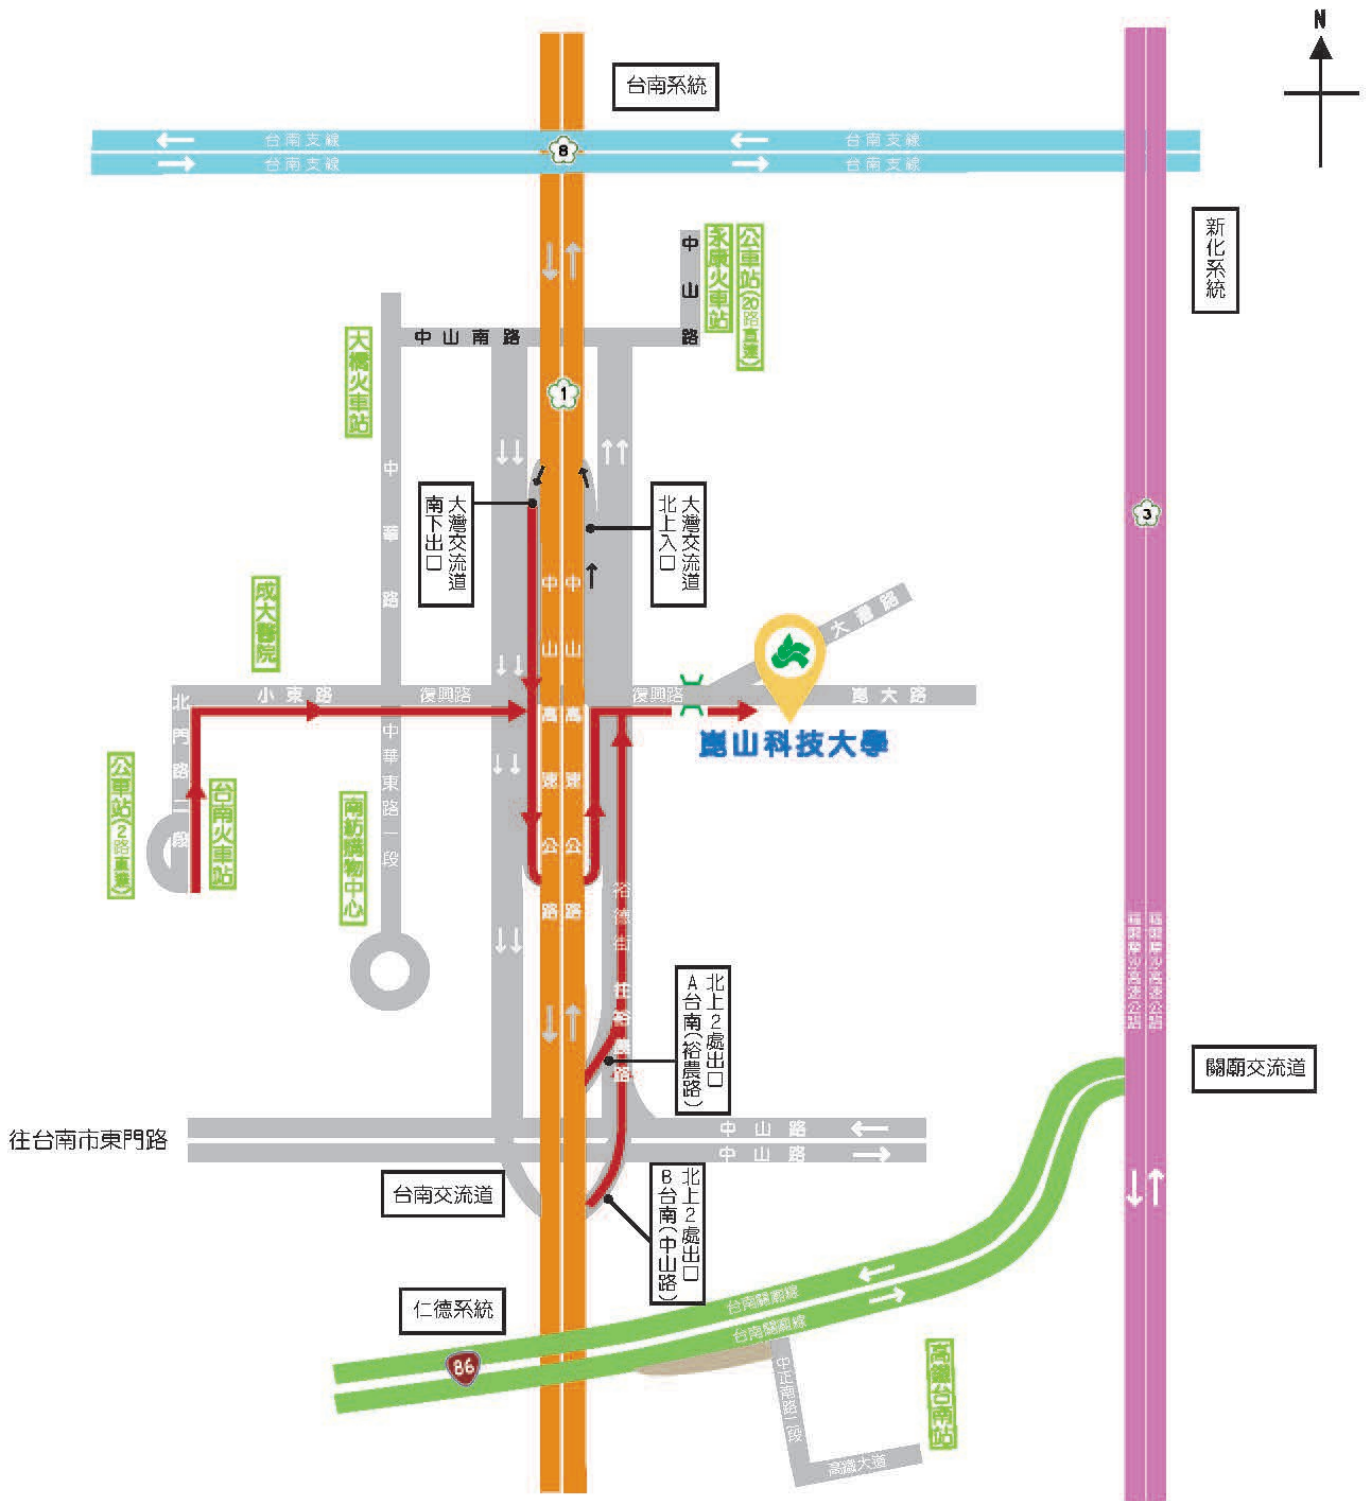 N
台南系統
台南支線
台南支線
台南支線
台南支線
8
新化系統
中山路
永康火車站
公車站(20路直達)
中山南路
大橋火車站
1
中華路
大灣交流道
南下出口
大灣交流道
北上入口
3
成大醫院
中山高速公路
中山高速公路
大灣路
小東路
復興路
復興路
崑大路
崑山科技大學
北門路二段
公車站(2路直達)
台南火車站
中華東路一段
南紡購物中心
裕德街
往裕農路
福爾摩沙高速公路
福爾摩沙高速公路
北上2處出口
A台南(裕農路)
關廟交流道
往台南市東門路
中山路
中山路
台南交流道
北上2處出口
B台南(中山路)
仁德系統
台南關廟線
台南關廟線
86
中正南路一段
高鐵台南站
高鐵大道